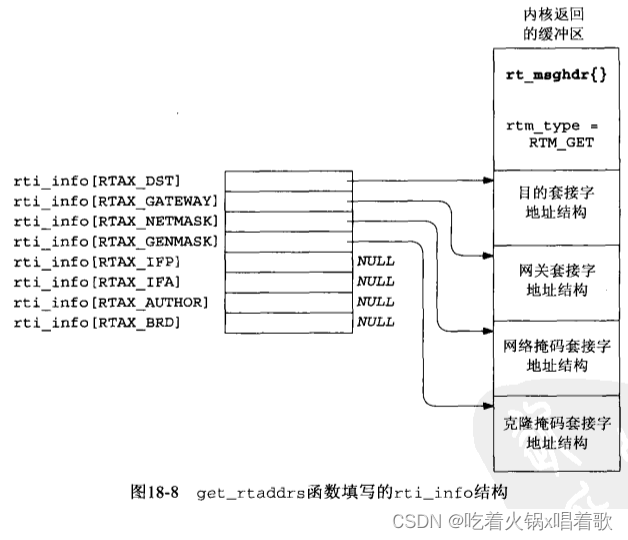 内核返回
的缓冲区
rt_msghdr{}
rtm_type =
RTM_GET
rti_info[RTAX_DST]
rti_info[RTAX_GATEWAY]
rti_info[RTAX_NETMASK]
rti_info[RTAX_GENMASK]
rti_info[RTAX_IFP]
NULL
rti_info[RTAX_IFA]
NULL
rti_info[RTAX_AUTHOR]
NULL
rti_info[RTAX_BRD]
NULL
目的套接字
地址结构
网关套接字
地址结构
网络掩码套接字
地址结构
克隆掩码套接字
地址结构
图18-8 get_rtaddrs函数填写的rti_info结构
CSDN @吃着火锅x唱着歌